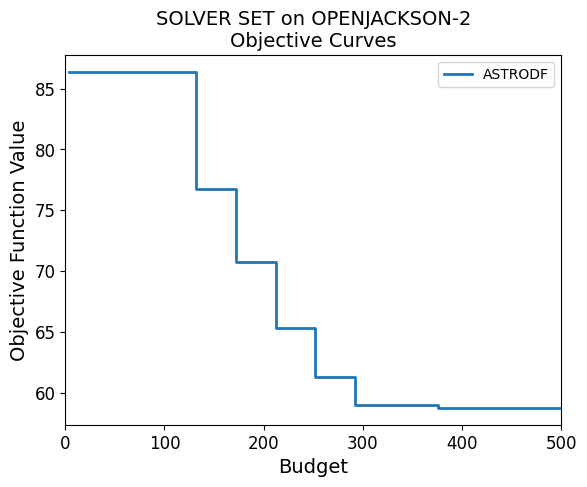 SOLVER SET on OPENJACKSON-2
Objective Curves
ASTRODF
Objective Function Value
85
80
75
70
65
60
0 100 200 300 400 500
Budget